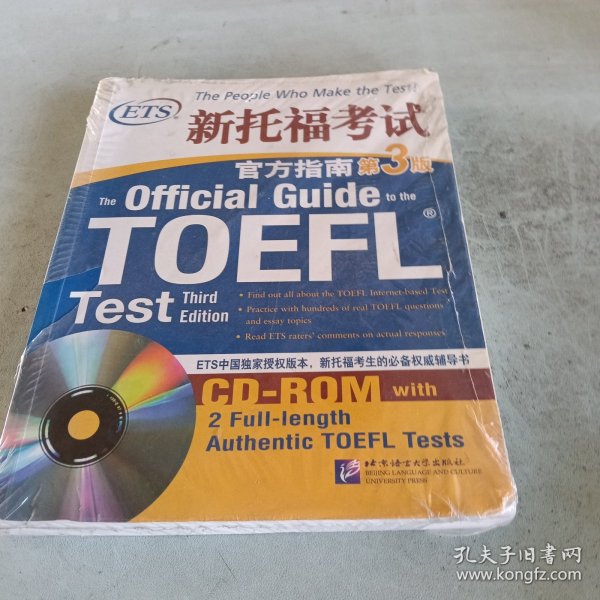 The People Who Make the Test!
ETS®
新托福考试
官方指南 第3版
The Official Guide to the
TOEFL®
Test Third Edition
• Find out all about the TOEFL Internet-based Test
• Practice with hundreds of real TOEFL questions
and essay topics
• Read ETS raters' comments on actual responses
ETS中国独家授权版本，新托福考生的必备权威辅导书
CD-ROM with
2 Full-length
Authentic TOEFL Tests
北京语言大学出版社
BEIJING LANGUAGE AND CULTURE
UNIVERSITY PRESS
孔夫子旧书网
www.kongfz.com